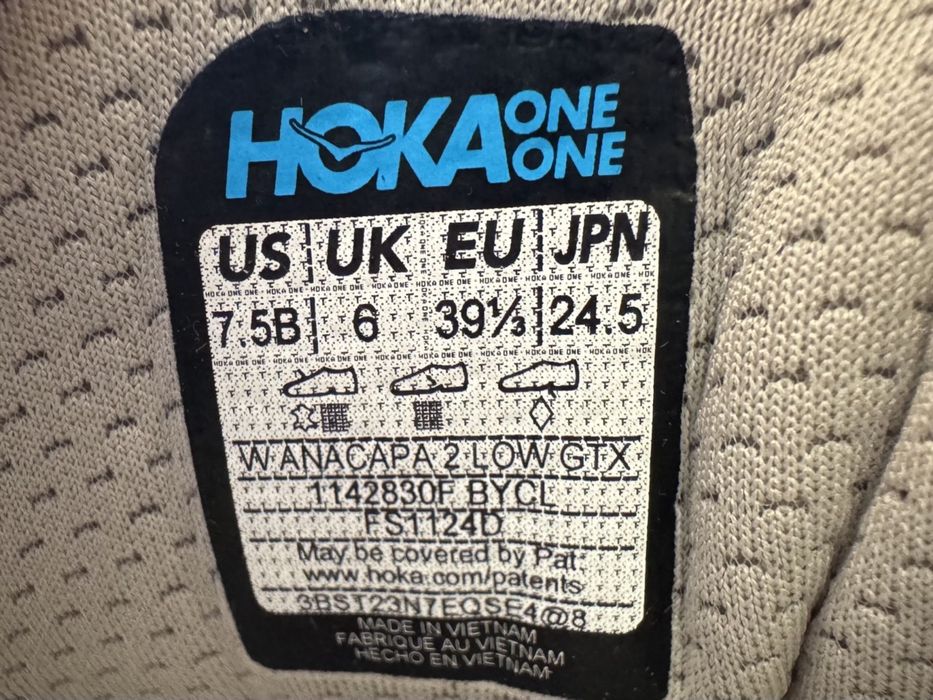 HOKA ONE ONE
US UK EU JPN
7.5B 6 39⅓ 24.5
W ANACAPA 2 LOW GTX
1142830F BYCL
FS1124D
May be covered by Pat.
www.hoka.com/patents
3BST23N7EQSE4@8
MADE IN VIETNAM
FABRIQUE AU VIETNAM
HECHO EN VIETNAM